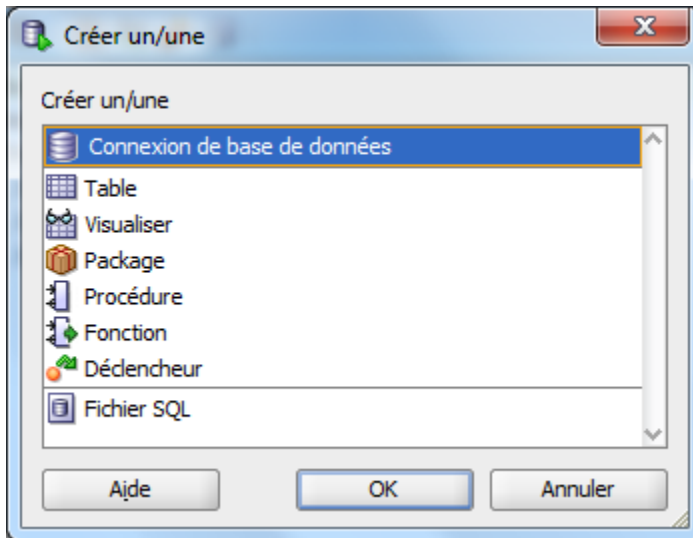 Créer un/une
Créer un/une
Connexion de base de données
Table
Visualiser
Package
Procédure
Fonction
Déclencheur
Fichier SQL
Aide
OK
Annuler